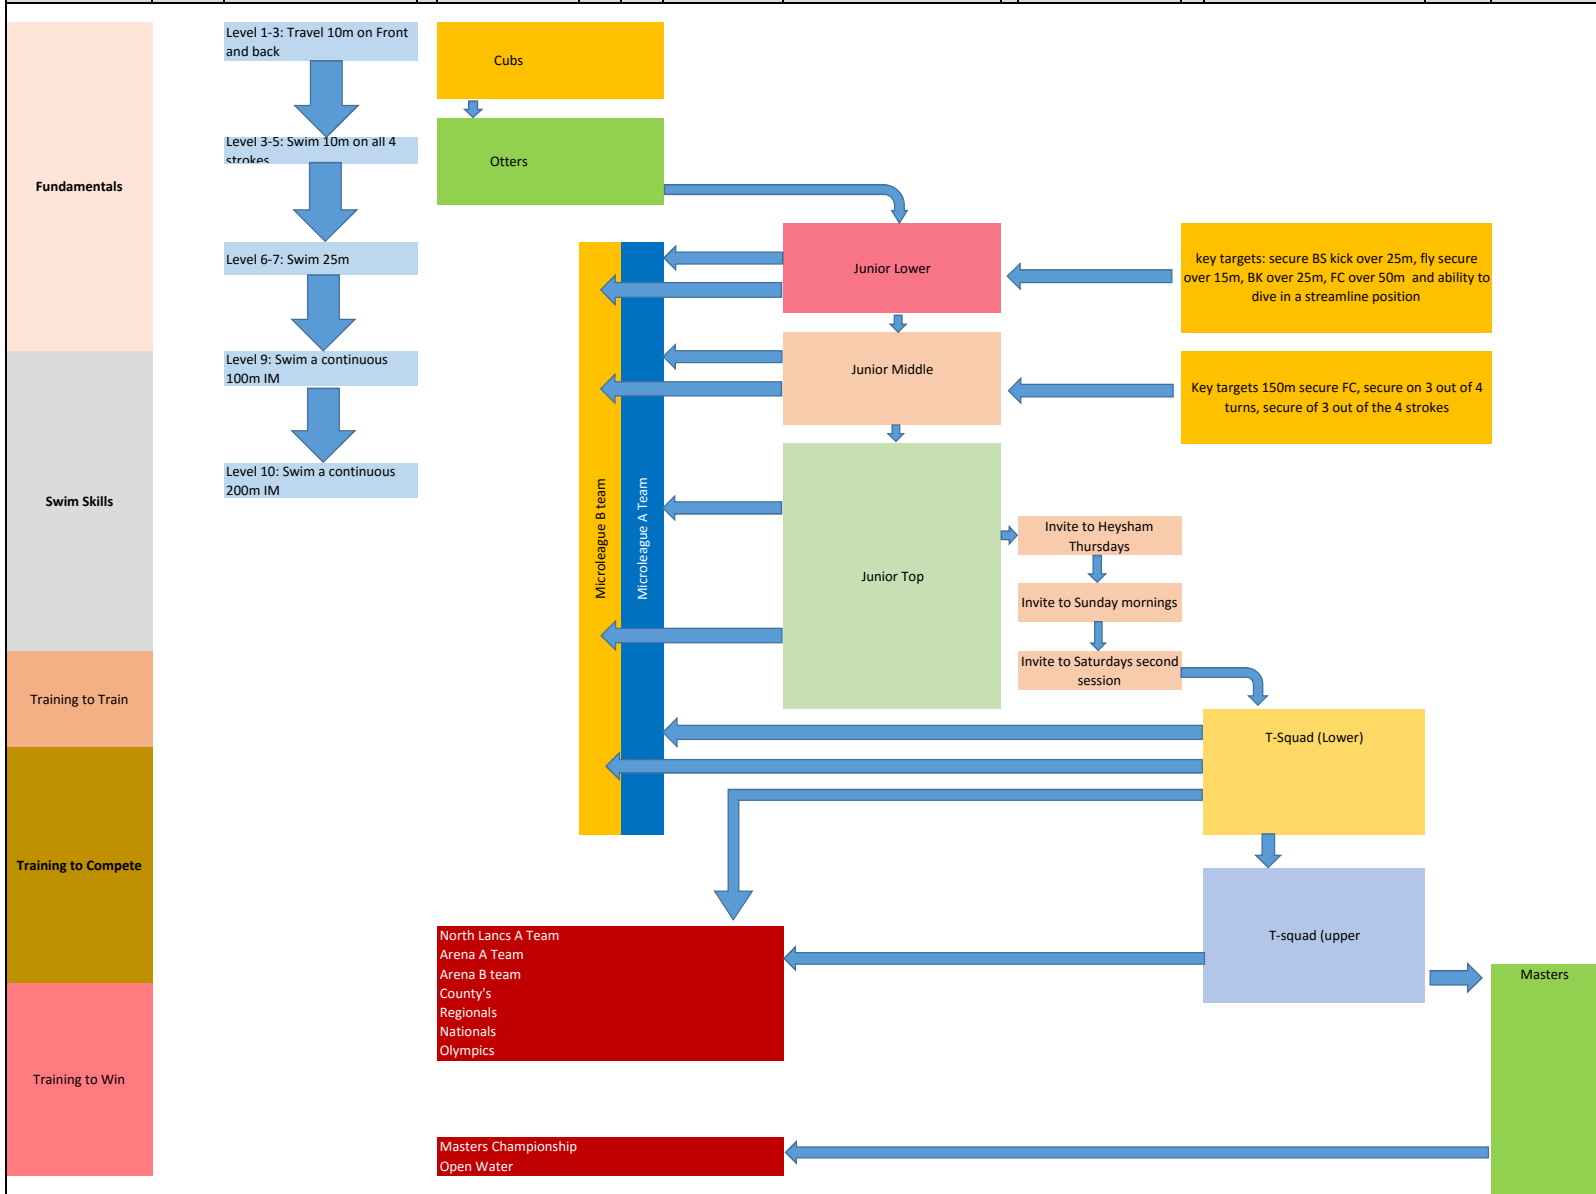 Fundamentals
Swim Skills
Training to Train
Training to Compete
Training to Win
Level 1-3: Travel 10m on Front
and back
Level 3-5: Swim 10m on all 4
strokes
Level 6-7: Swim 25m
Level 9: Swim a continuous
100m IM
Level 10: Swim a continuous
200m IM
Cubs
Otters
Microleague B team
Microleague A Team
Junior Lower
Junior Middle
Junior Top
key targets: secure BS kick over 25m, fly secure
over 15m, BK over 25m, FC over 50m and ability to
dive in a streamline position
Key targets 150m secure FC, secure on 3 out of 4
turns, secure of 3 out of the 4 strokes
Invite to Heysham
Thursdays
Invite to Sunday mornings
Invite to Saturdays second
session
T-Squad (Lower)
T-squad (upper
Masters
North Lancs A Team
Arena A Team
Arena B team
County's
Regionals
Nationals
Olympics
Masters Championship
Open Water